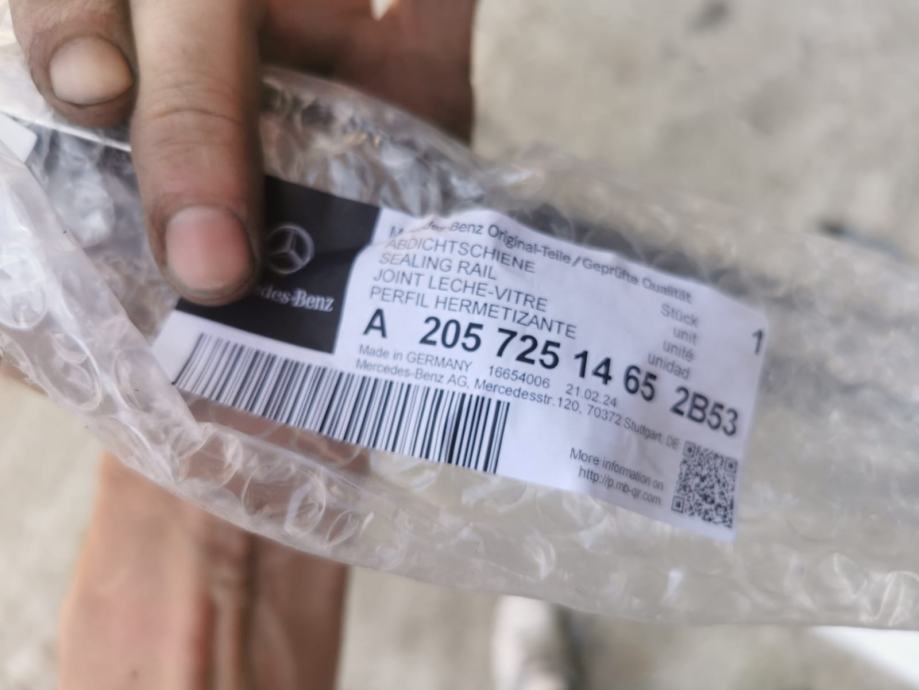 Mercedes-Benz Original-Teile/Geprüfte Qualität
ABDICHTSCHIENE
SEALING RAIL
JOINT LECHE-VITRE
PERFIL HERMETIZANTE
Stück
unit
unité
unidad
1
A 205 725 14 65 2B53
Made in GERMANY 16654006 21.02.24
Mercedes-Benz AG, Mercedesstr.120, 70372 Stuttgart, DE
des-Benz
More information on
http://p.mb-qr.com